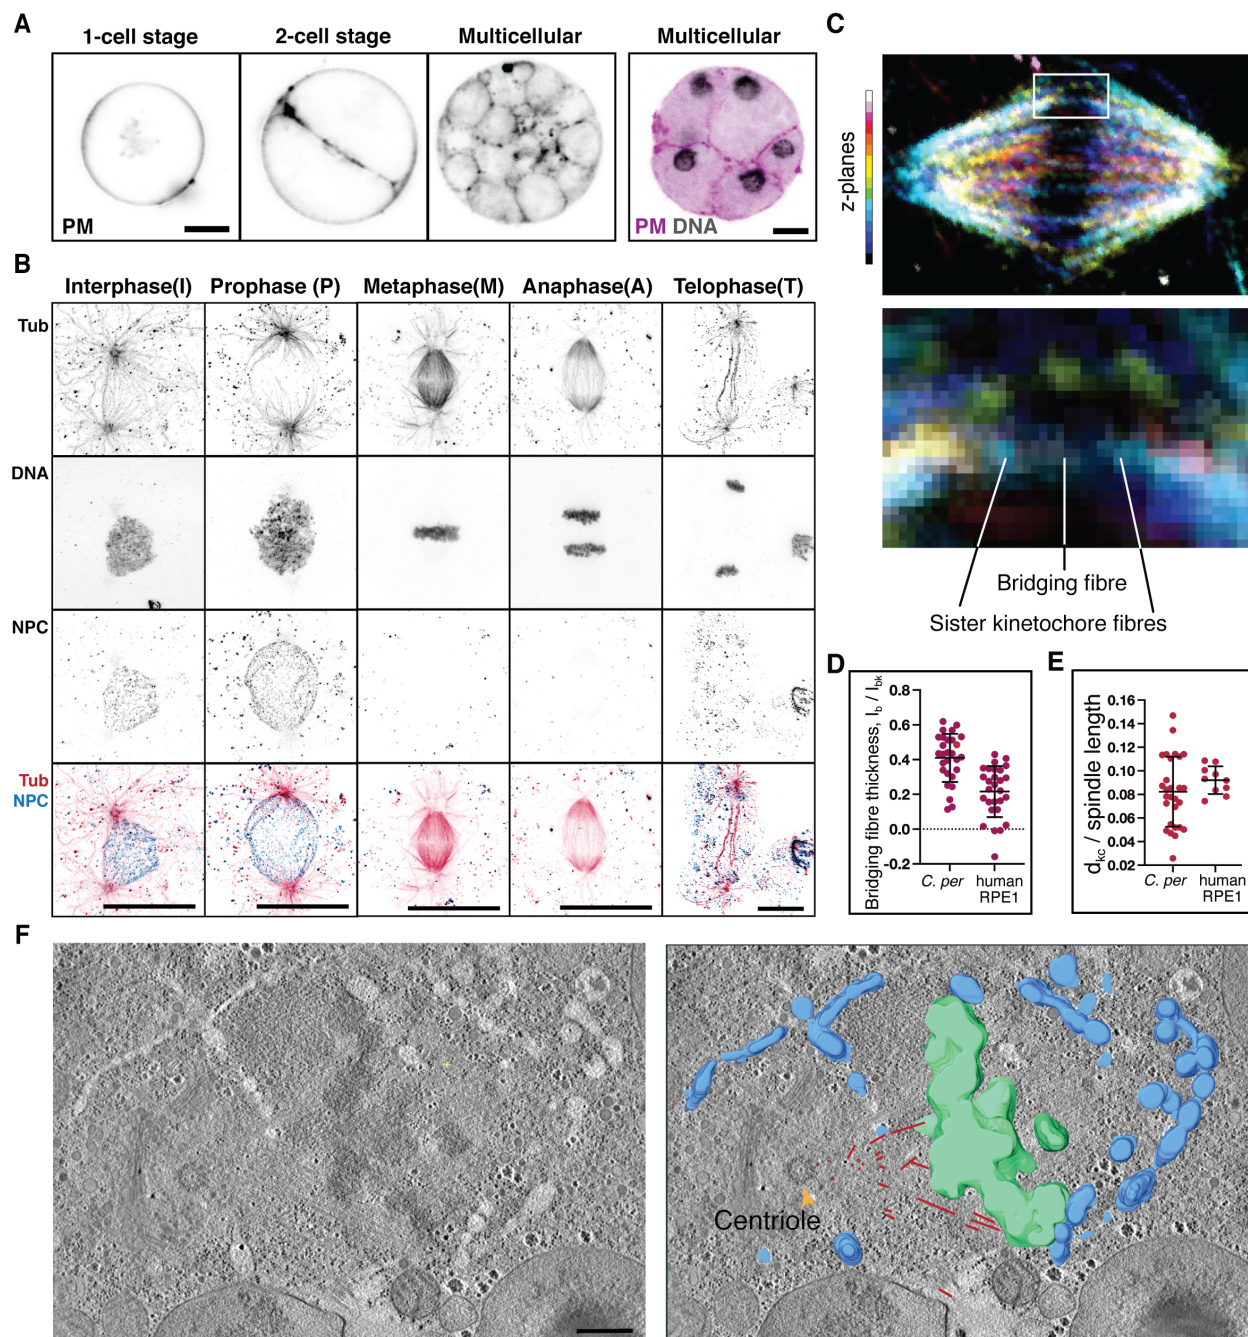 A
1-cell stage
2-cell stage
Multicellular
Multicellular
PM
PM DNA
B
Interphase(I)
Prophase (P)
Metaphase(M)
Anaphase(A)
Telophase(T)
Tub
DNA
NPC
Tub
NPC
C
z-planes
Bridging fibre
Sister kinetochore fibres
D
Bridging fibre thickness, Ib / Ibk
0.8
0.6
0.4
0.2
0.0
-0.2
C. per
human
RPE1
E
dkc / spindle length
0.16
0.14
0.12
0.10
0.08
0.06
0.04
0.02
C. per
human
RPE1
F
Centriole